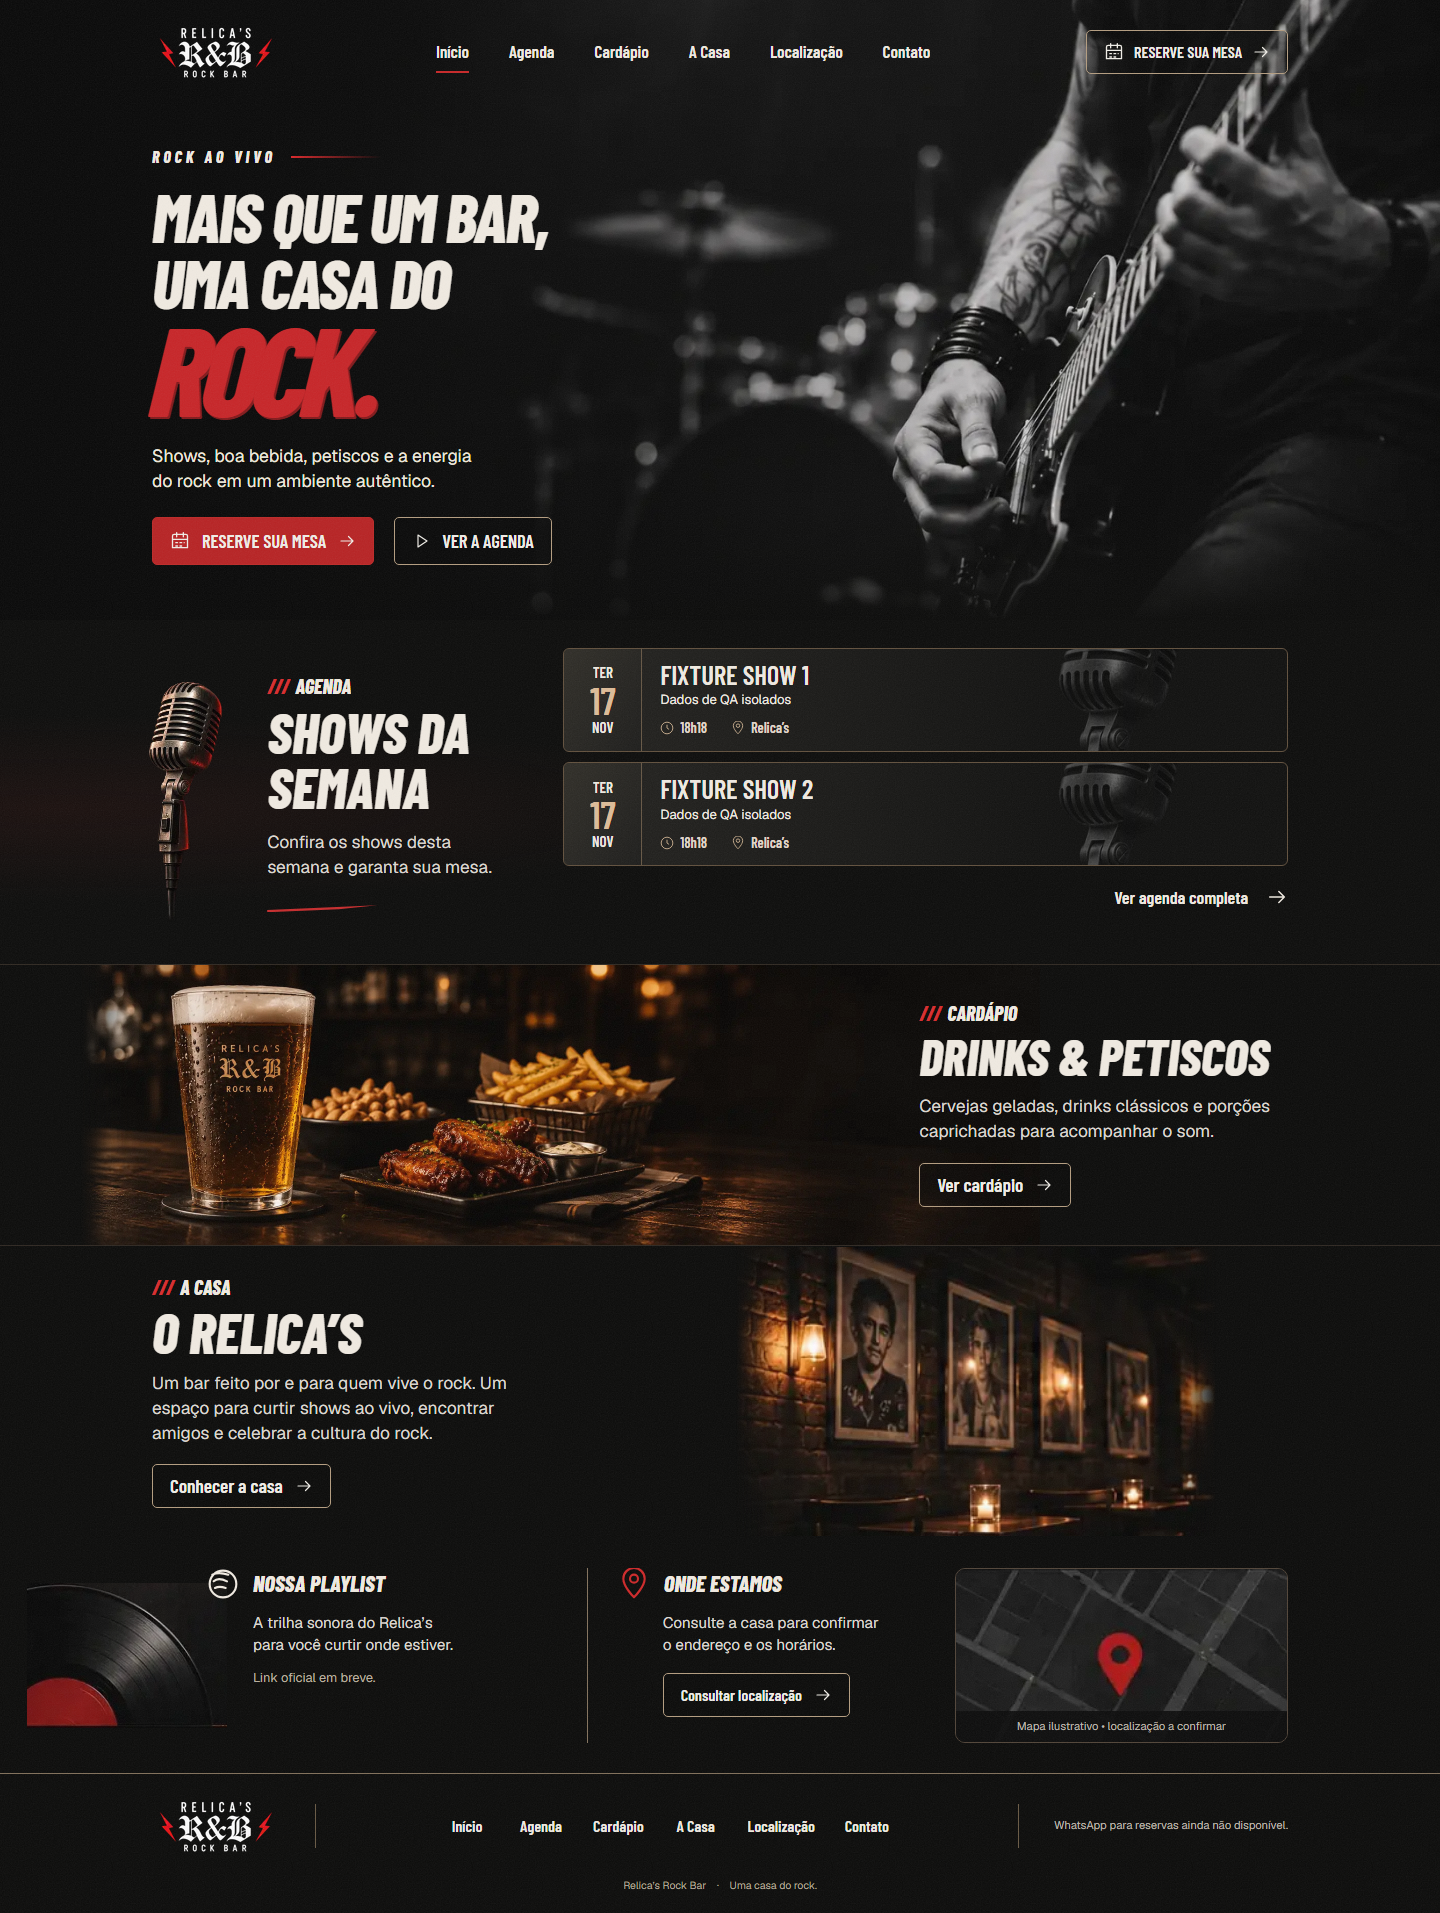 RELICA'S
R&B
ROCK BAR
Início
Agenda
Cardápio
A Casa
Localização
Contato
RESERVE SUA MESA
ROCK AO VIVO
MAIS QUE UM BAR,
UMA CASA DO
ROCK.
Shows, boa bebida, petiscos e a energia
do rock em um ambiente autêntico.
RESERVE SUA MESA
VER A AGENDA
/// AGENDA
SHOWS DA
SEMANA
Confira os shows desta
semana e garanta sua mesa.
TER
17
NOV
FIXTURE SHOW 1
Dados de QA isolados
18h18
Relica's
TER
17
NOV
FIXTURE SHOW 2
Dados de QA isolados
18h18
Relica's
Ver agenda completa
RELICA'S
R&B
ROCK BAR
/// CARDÁPIO
DRINKS & PETISCOS
Cervejas geladas, drinks clássicos e porções
caprichadas para acompanhar o som.
Ver cardápio
/// A CASA
O RELICA'S
Um bar feito por e para quem vive o rock. Um
espaço para curtir shows ao vivo, encontrar
amigos e celebrar a cultura do rock.
Conhecer a casa
NOSSA PLAYLIST
A trilha sonora do Relica's
para você curtir onde estiver.
Link oficial em breve.
ONDE ESTAMOS
Consulte a casa para confirmar
o endereço e os horários.
Consultar localização
Mapa ilustrativo • localização a confirmar
RELICA'S
R&B
ROCK BAR
Início
Agenda
Cardápio
A Casa
Localização
Contato
WhatsApp para reservas ainda não disponível.
Relica's Rock Bar · Uma casa do rock.